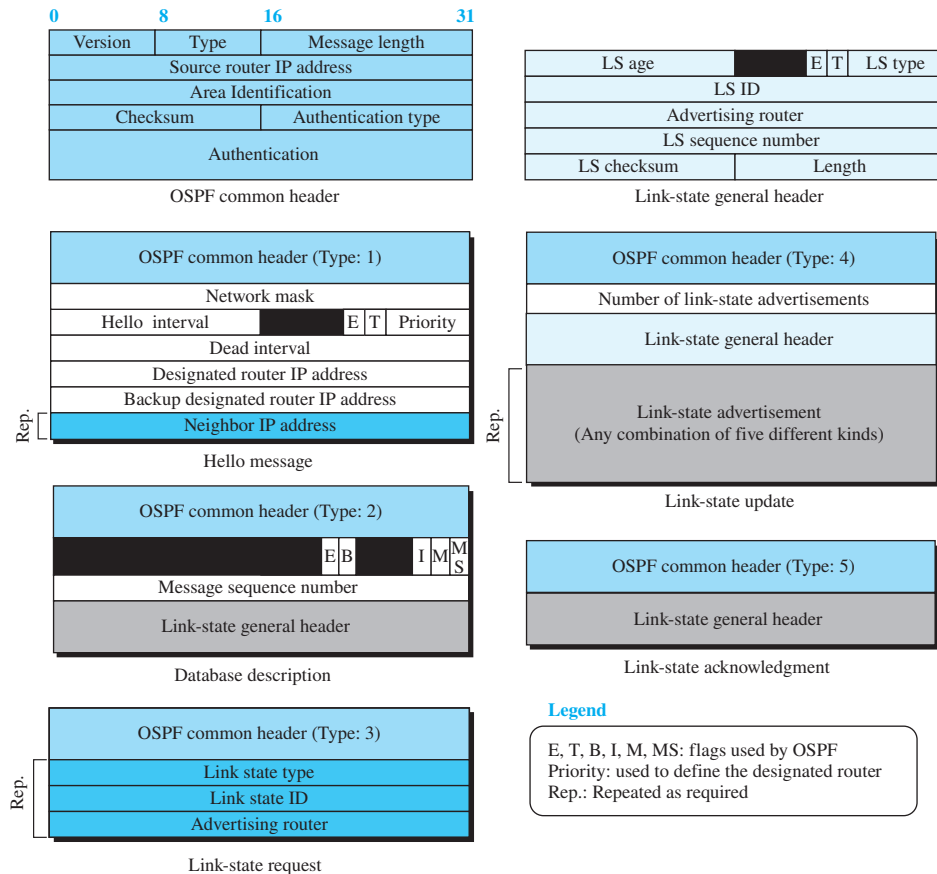 0 8 16 31
Version Type Message length
Source router IP address
Area Identification
Checksum Authentication type
Authentication
OSPF common header
LS age E T LS type
LS ID
Advertising router
LS sequence number
LS checksum Length
Link-state general header
OSPF common header (Type: 1)
Network mask
Hello interval E T Priority
Dead interval
Designated router IP address
Backup designated router IP address
Rep.
Neighbor IP address
Hello message
OSPF common header (Type: 4)
Number of link-state advertisements
Link-state general header
Rep.
Link-state advertisement
(Any combination of five different kinds)
Link-state update
OSPF common header (Type: 2)
E B I M M
S
Message sequence number
Link-state general header
Database description
OSPF common header (Type: 5)
Link-state general header
Link-state acknowledgment
OSPF common header (Type: 3)
Rep.
Link state type
Link state ID
Advertising router
Link-state request
Legend
E, T, B, I, M, MS: flags used by OSPF
Priority: used to define the designated router
Rep.: Repeated as required